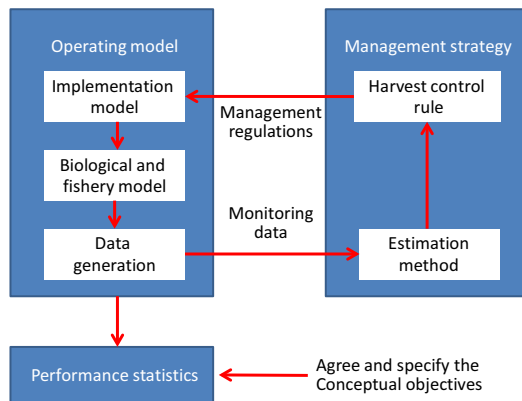 Operating model
Implementation
model
Biological and
fishery model
Data
generation
Management
regulations
Monitoring
data
Management strategy
Harvest control
rule
Estimation
method
Performance statistics
Agree and specify the
Conceptual objectives